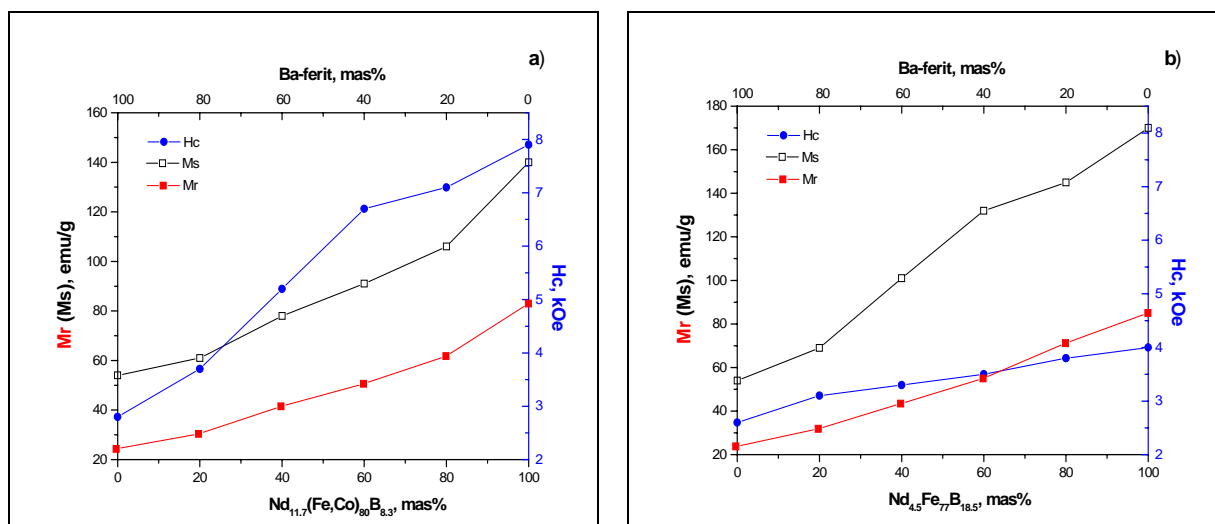 a)
Ba-ferit, mas%
100 80 60 40 20 0
160
140
120
100
80
60
40
20
Hc
Ms
Mr
8
7
6
5
4
3
2
Mr (Ms), emu/g
Hc, kOe
0 20 40 60 80 100
Nd11.7(Fe,Co)80B8.3, mas%
b)
Ba-ferit, mas%
100 80 60 40 20 0
180
160
140
120
100
80
60
40
20
Hc
Ms
Mr
8
7
6
5
4
3
2
Mr (Ms), emu/g
Hc, kOe
0 20 40 60 80 100
Nd4.5Fe77B18.5, mas%